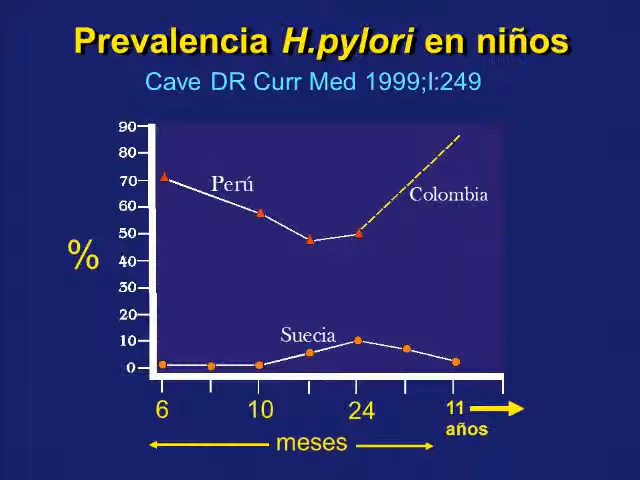 Prevalencia H.pylori en niños
Cave DR Curr Med 1999;I:249
90
80
70
60
50
40
30
20
10
0
%
Perú
Colombia
Suecia
6 10 24 11
años
meses